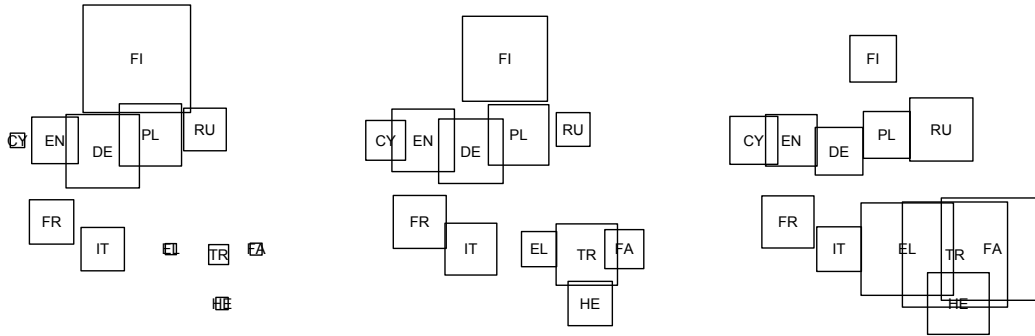 FI FI FI
CY EN DE PL RU CY EN DE PL RU CY EN DE PL RU
FR IT FR IT FR IT
EL TR FA EL TR FA EL TR FA
HE HE HE